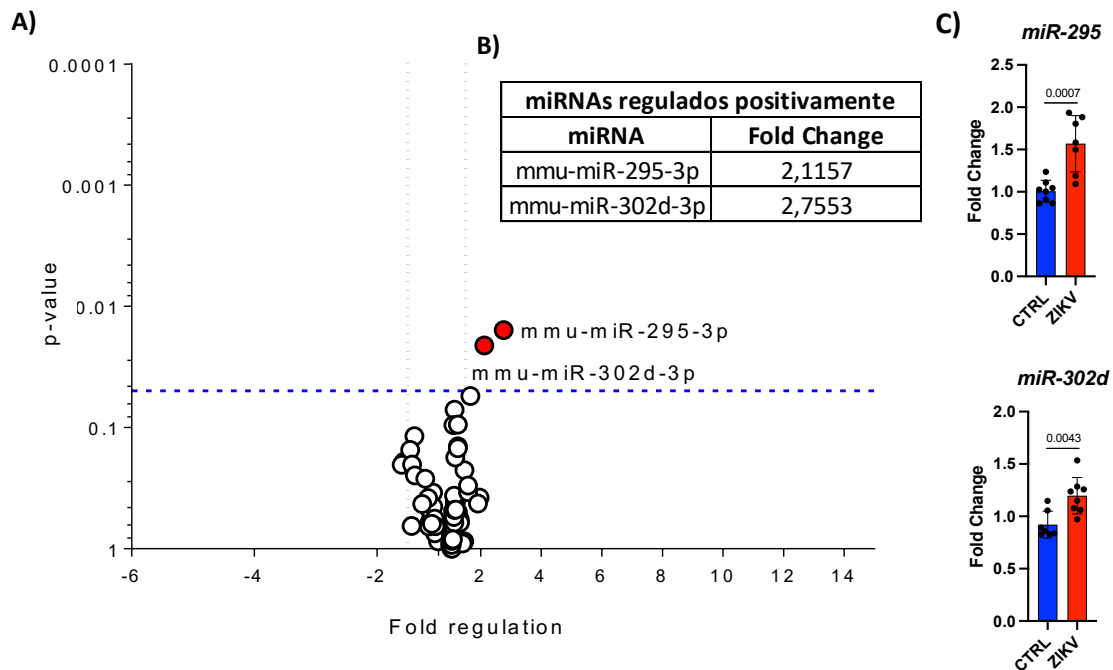 A)
0.0001
0.001
0.01
0.1
1
p-value
-6
-4
-2
2
4
6
8
10
12
14
Fold regulation
mmu-miR-295-3p
mmu-miR-302d-3p
B)
miRNAs regulados positivamente
miRNA Fold Change
mmu-miR-295-3p 2,1157
mmu-miR-302d-3p 2,7553
C)
miR-295
2.5
2.0
1.5
1.0
0.5
0.0
Fold Change
0.0007
CTRL
ZIKV
miR-302d
2.0
1.5
1.0
0.5
0.0
Fold Change
0.0043
CTRL
ZIKV